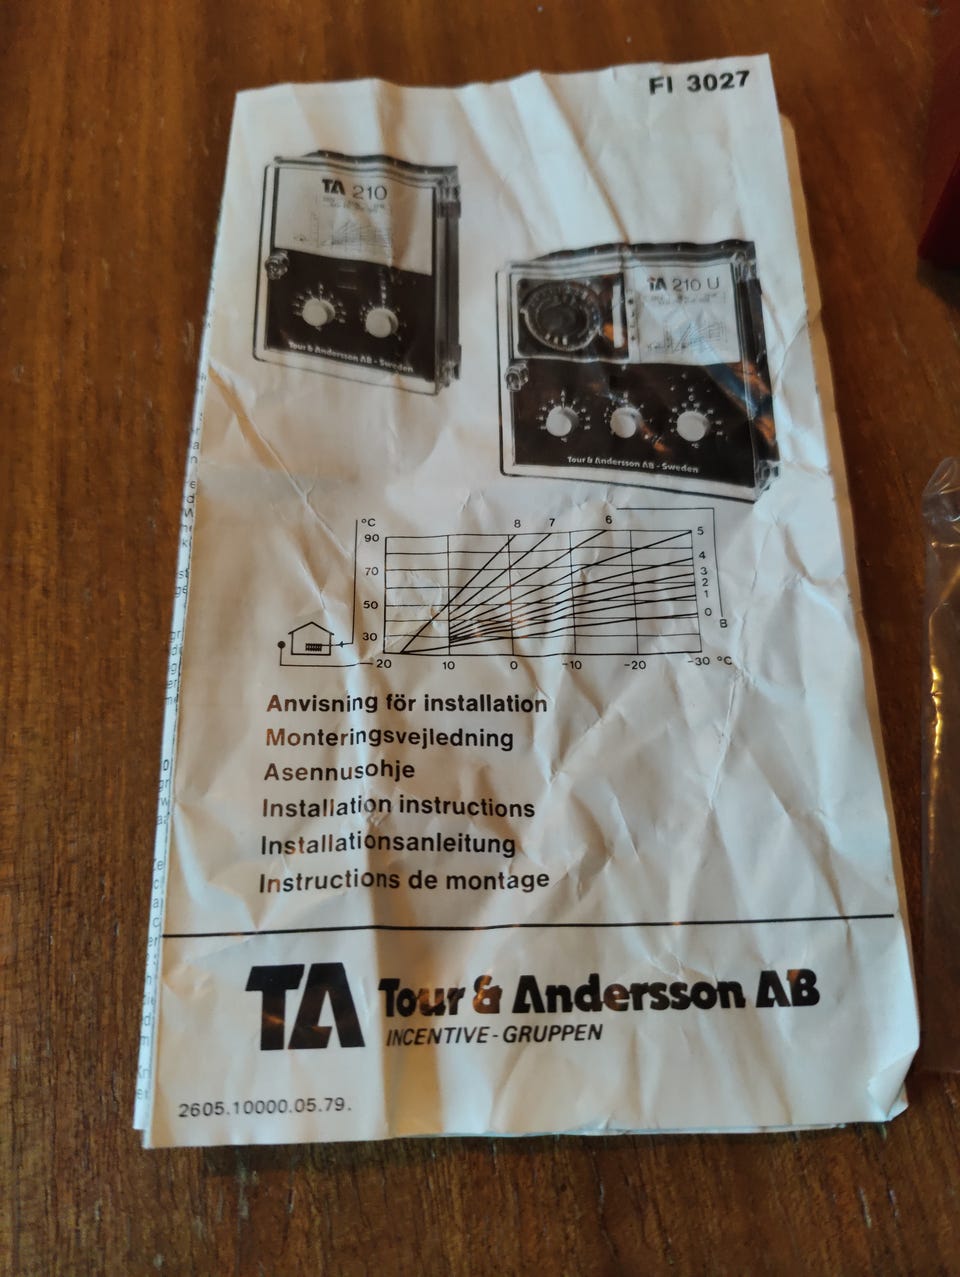 FI 3027
TA 210
Tour & Andersson AB - Sweden
TA 210 U
Tour & Andersson AB - Sweden
°C
8 7 6
90
5
4
70
3
2
1
50
0
30
B
20 10 0 -10 -20 -30 °C
Anvisning för installation
Monteringsvejledning
Asennusohje
Installation instructions
Installationsanleitung
Instructions de montage
TA Tour & Andersson AB
INCENTIVE-GRUPPEN
2605.10000.05.79.